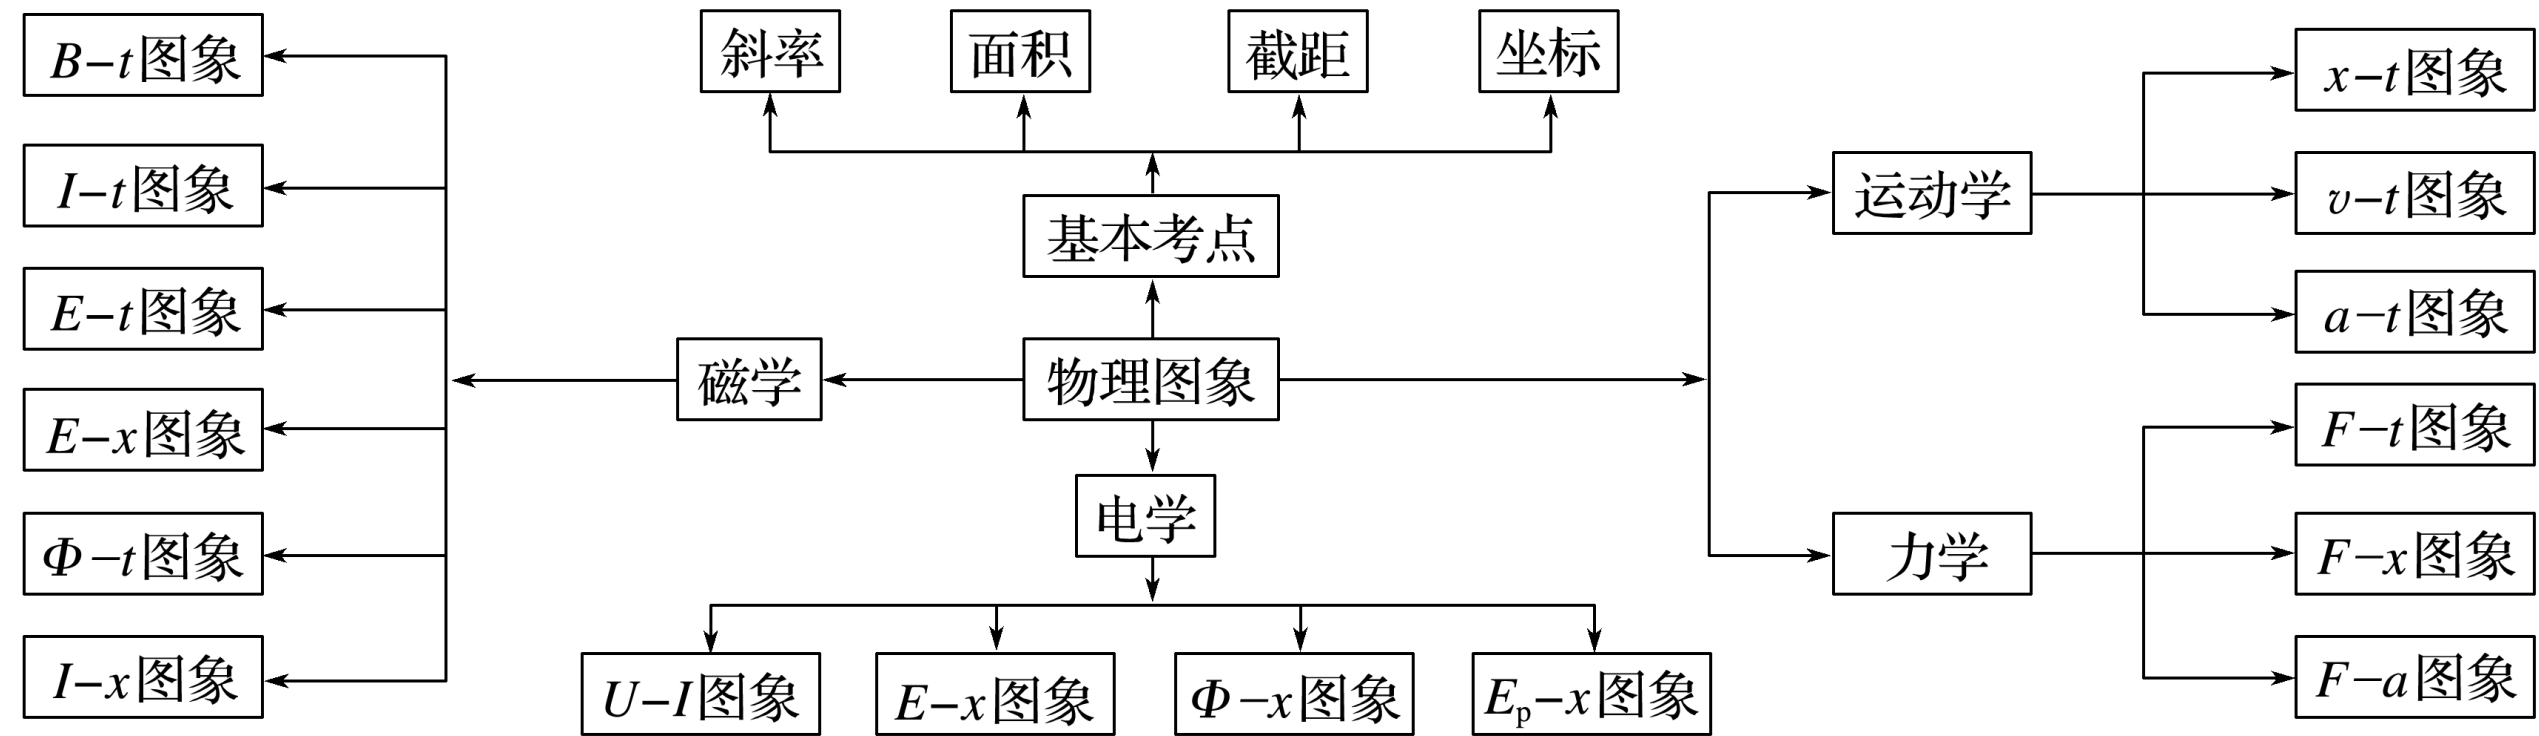 斜率
面积
截距
坐标
基本考点
物理图象
磁学
B-t图象
I-t图象
E-t图象
E-x图象
Φ-t图象
I-x图象
电学
U-I图象
E-x图象
Φ-x图象
Ep-x图象
运动学
x-t图象
v-t图象
a-t图象
力学
F-t图象
F-x图象
F-a图象